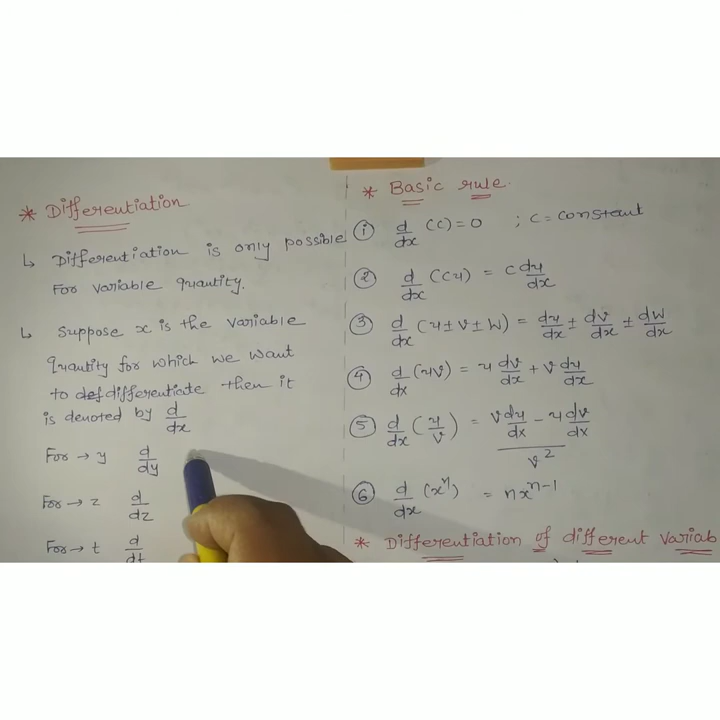 * Differentiation
↳ Differentiation is only possible
For variable quantity.
↳ Suppose x is the variable
quantity for which we want
to def differentiate then it
is denoted by d/dx
For → y d/dy
For → z d/dz
For → t d/dt
* Basic rule.
① d/dx (c) = 0 ; c = constant
② d/dx (cu) = c du/dx
③ d/dx (u ± v ± w) = du/dx ± dv/dx ± dw/dx
④ d/dx (uv) = u dv/dx + v du/dx
⑤ d/dx (u/v) = (v du/dx − u dv/dx) / v²
⑥ d/dx (xⁿ) = nxⁿ⁻¹
* Differentiation of different variab